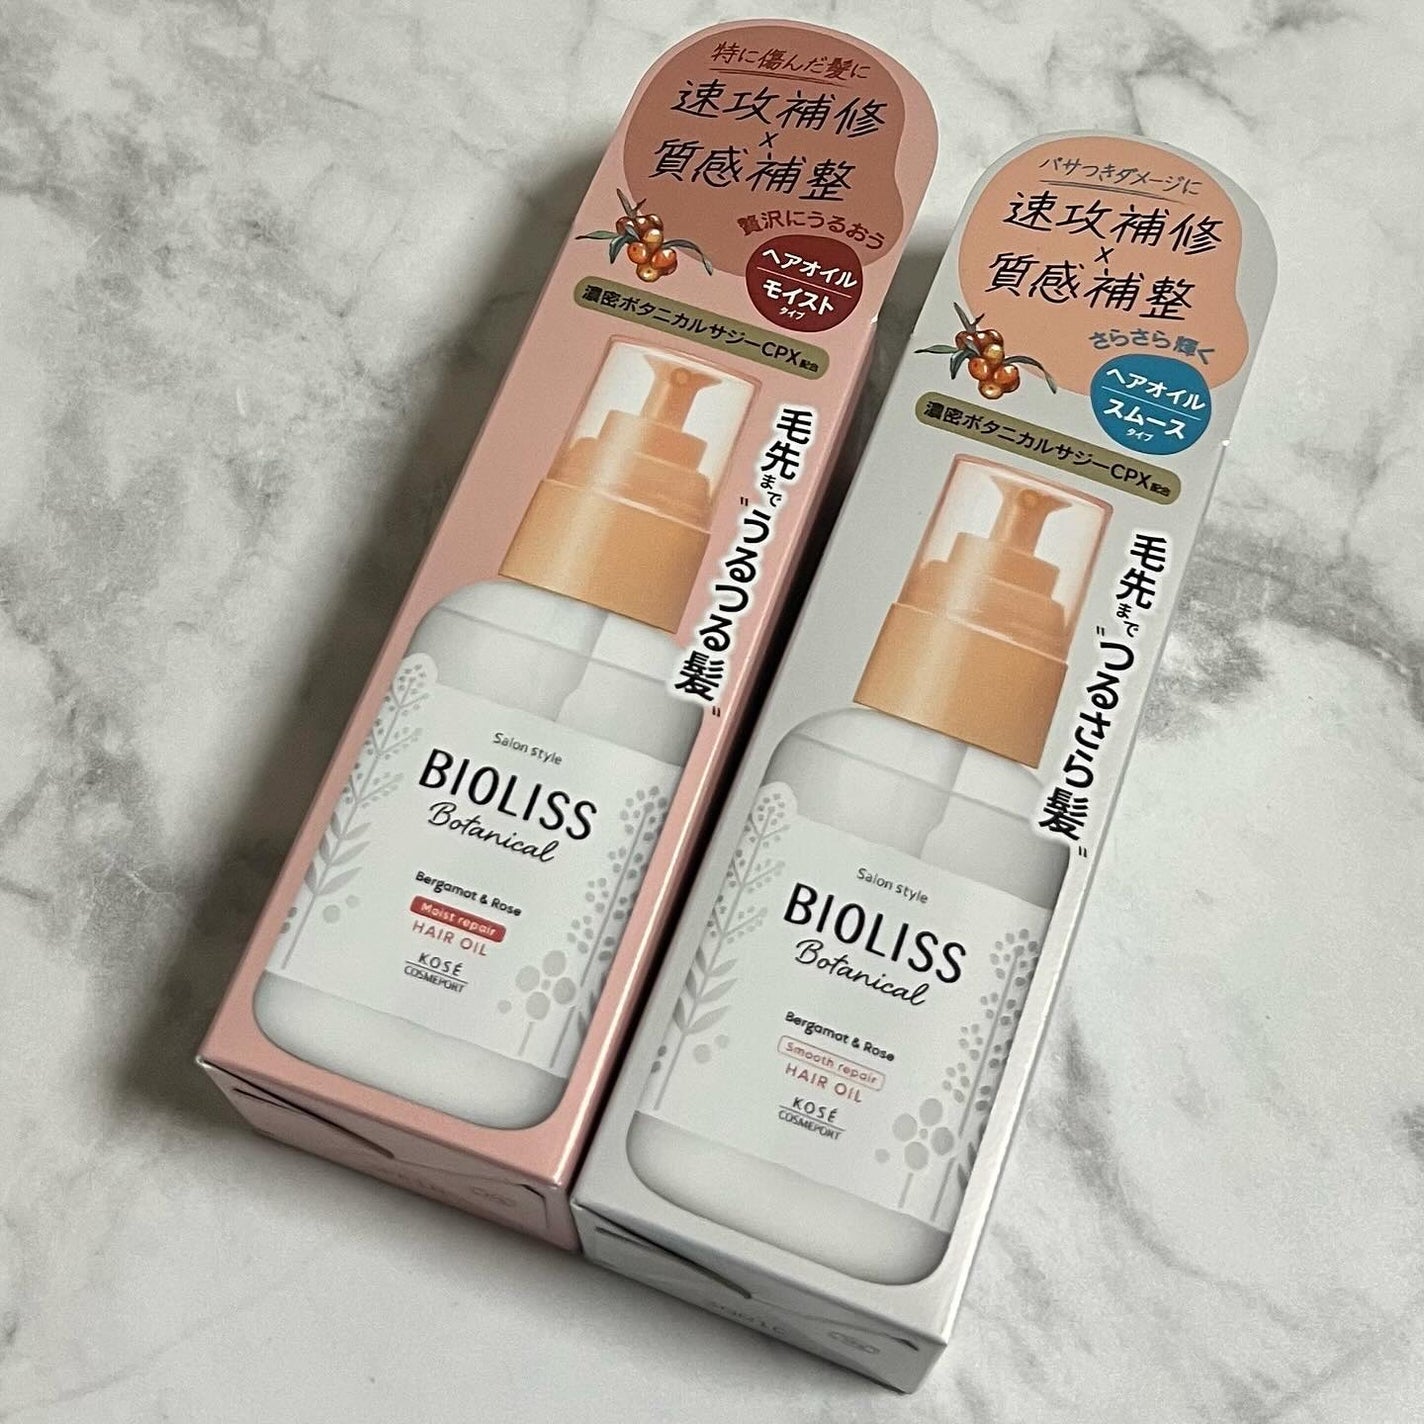 特に傷んだ髪に
速攻補修
×
質感補整
贅沢にうるおう
ヘアオイル
モイスト
タイプ
濃密ボタニカルサジーCPX配合
毛先まで
"うるつる髪"
Salon style
BIOLISS
Botanical
Bergamot & Rose
Moist repair
HAIR OIL
KOSÉ
COSMEPORT
パサつきダメージに
速攻補修
×
質感補整
さらさら輝く
ヘアオイル
スムース
タイプ
濃密ボタニカルサジーCPX配合
毛先まで
"つるさら髪"
Salon style
BIOLISS
Botanical
Bergamot & Rose
Smooth repair
HAIR OIL
KOSÉ
COSMEPORT